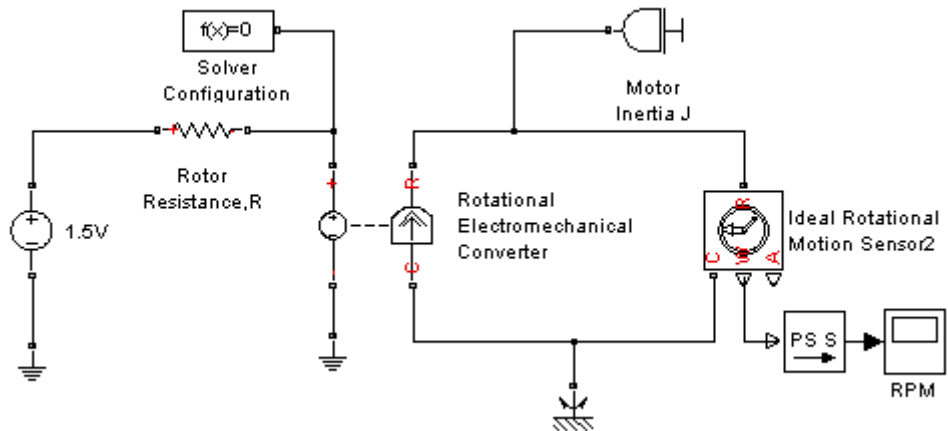 f(x)=0
Solver
Configuration
Motor
Inertia J
+
-
Rotor
Resistance,R
+
-
1.5V
+
-
R
C
Rotational
Electromechanical
Converter
R
C
W
A
Ideal Rotational
Motion Sensor2
PS S
RPM